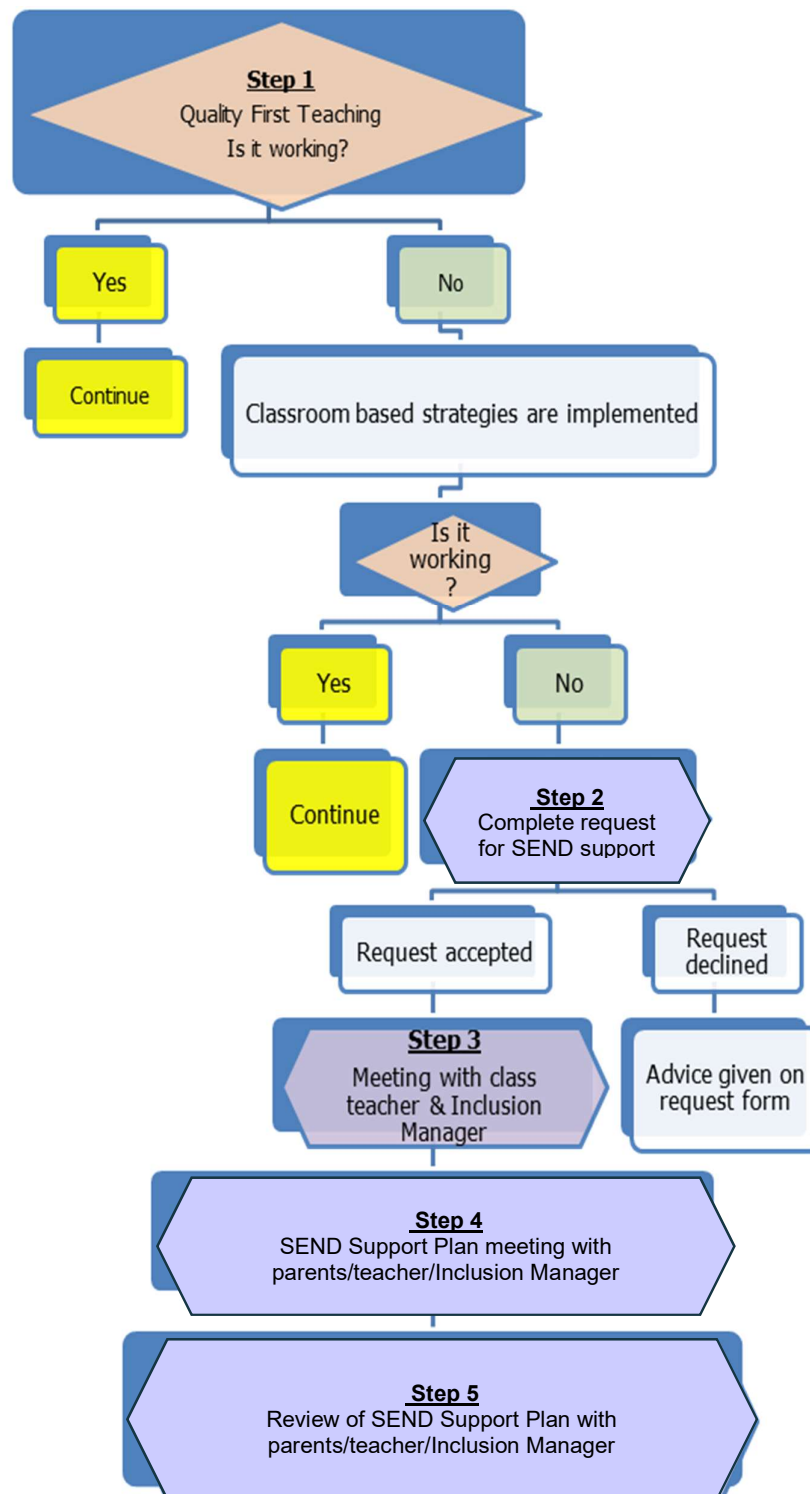 Step 1
Quality First Teaching
Is it working?
Yes
No
Continue
Classroom based strategies are implemented
Is it
working
?
Yes
No
Continue
Step 2
Complete request
for SEND support
Request accepted
Request
declined
Step 3
Meeting with class
teacher & Inclusion
Manager
Advice given on
request form
Step 4
SEND Support Plan meeting with
parents/teacher/Inclusion Manager
Step 5
Review of SEND Support Plan with
parents/teacher/Inclusion Manager